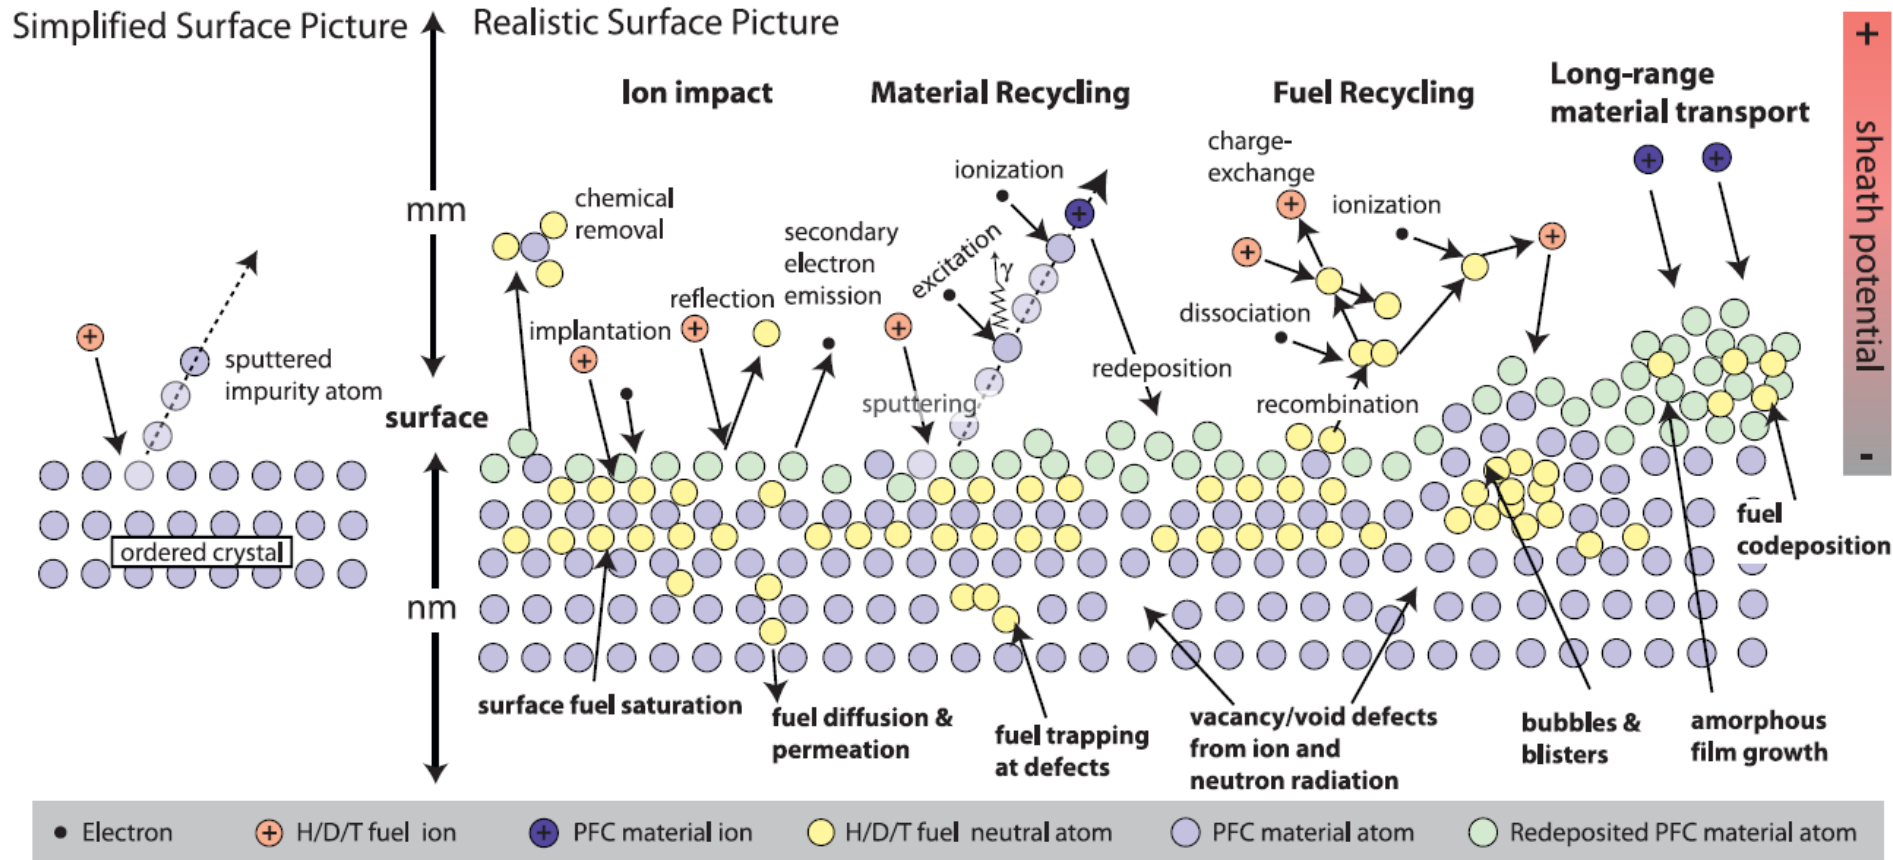 Simplified Surface Picture
Realistic Surface Picture
Ion impact
Material Recycling
Fuel Recycling
Long-range
material transport
+
sheath potential
-
mm
surface
nm
+
sputtered
impurity atom
ordered crystal
chemical
removal
implantation
+
reflection
+
secondary
electron
emission
+
sputtering
excitation
γ
ionization
+
redeposition
charge-
exchange
+
+
ionization
+
dissociation
recombination
+
+
fuel
codeposition
surface fuel saturation
fuel diffusion &
permeation
fuel trapping
at defects
vacancy/void defects
from ion and
neutron radiation
bubbles &
blisters
amorphous
film growth
Electron
+ H/D/T fuel ion
+ PFC material ion
H/D/T fuel neutral atom
PFC material atom
Redeposited PFC material atom